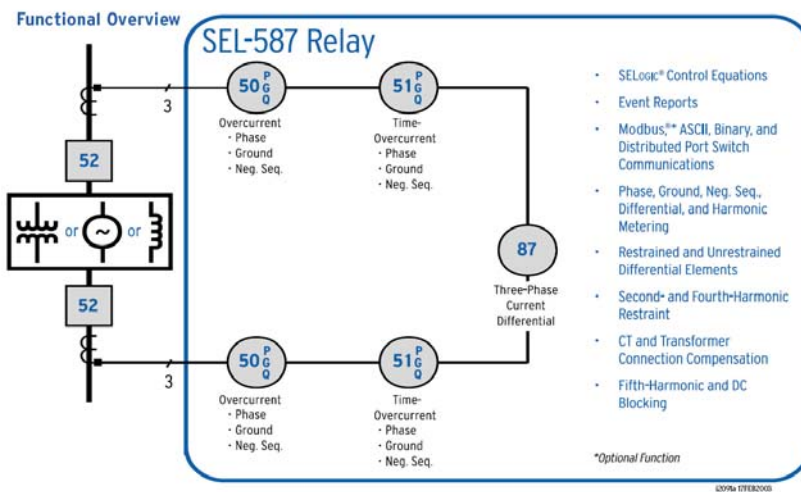 Functional Overview
SEL-587 Relay
3
50 P G Q
Overcurrent
· Phase
· Ground
· Neg. Seq.
51 P G Q
Time-
Overcurrent
· Phase
· Ground
· Neg. Seq.
52
or
~
or
52
87
Three-Phase
Current
Differential
3
50 P G Q
Overcurrent
· Phase
· Ground
· Neg. Seq.
51 P G Q
Time-
Overcurrent
· Phase
· Ground
· Neg. Seq.
· SELOGIC® Control Equations
· Event Reports
· Modbus,®* ASCII, Binary, and
Distributed Port Switch
Communications
· Phase, Ground, Neg. Seq.,
Differential, and Harmonic
Metering
· Restrained and Unrestrained
Differential Elements
· Second- and Fourth-Harmonic
Restraint
· CT and Transformer
Connection Compensation
· Fifth-Harmonic and DC
Blocking
*Optional Function